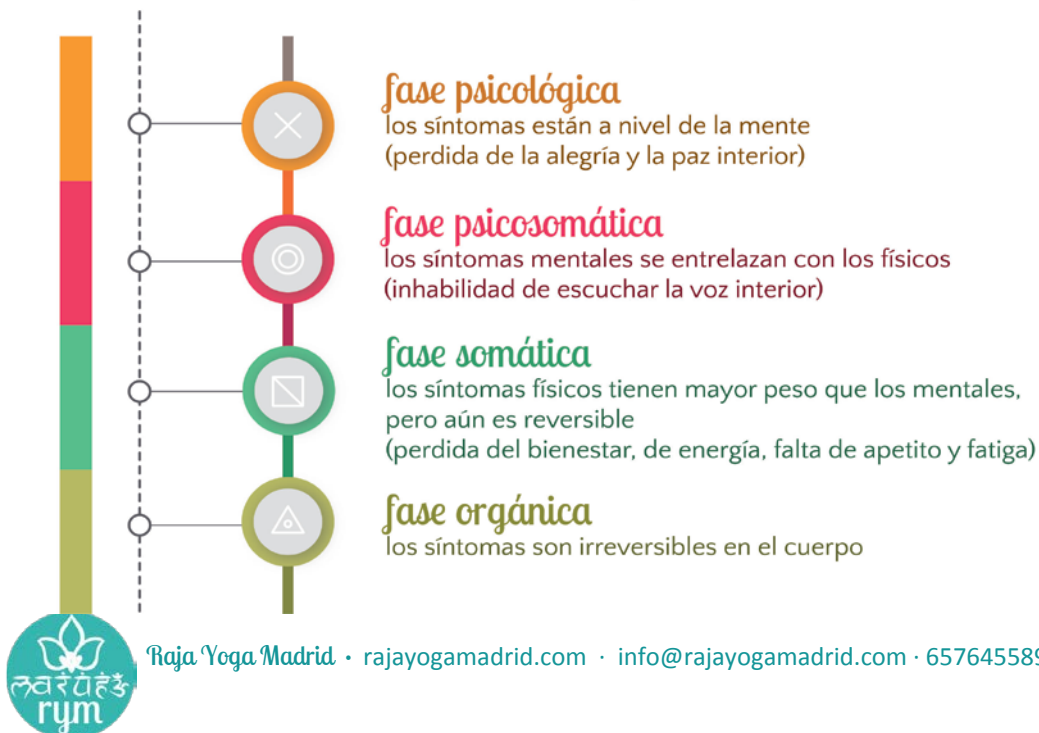 fase psicológica
los síntomas están a nivel de la mente
(perdida de la alegría y la paz interior)
fase psicosomática
los síntomas mentales se entrelazan con los físicos
(inhabilidad de escuchar la voz interior)
fase somática
los síntomas físicos tienen mayor peso que los mentales,
pero aún es reversible
(perdida del bienestar, de energía, falta de apetito y fatiga)
fase orgánica
los síntomas son irreversibles en el cuerpo
Raja Yoga Madrid · rajayogamadrid.com · info@rajayogamadrid.com · 657645589
rym